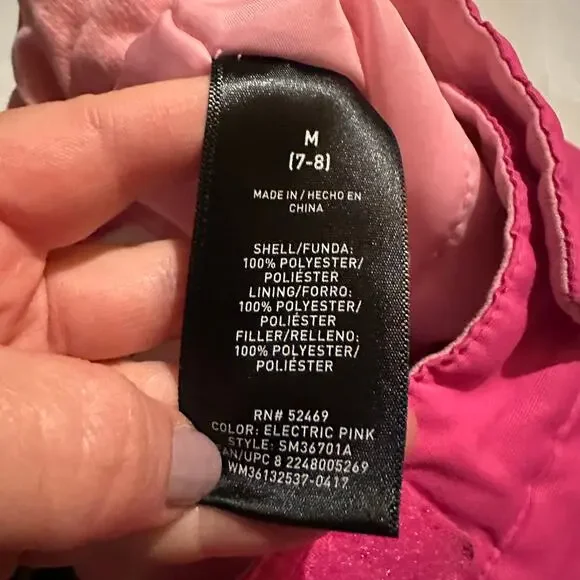 M
(7-8)
MADE IN / HECHO EN
CHINA
SHELL/FUNDA:
100% POLYESTER/
POLIÉSTER
LINING/FORRO:
100% POLYESTER/
POLIÉSTER
FILLER/RELLENO:
100% POLYESTER/
POLIÉSTER
RN# 52469
COLOR: ELECTRIC PINK
STYLE: SM36701A
AN/UPC 8 2248005269
WM36132537-0417